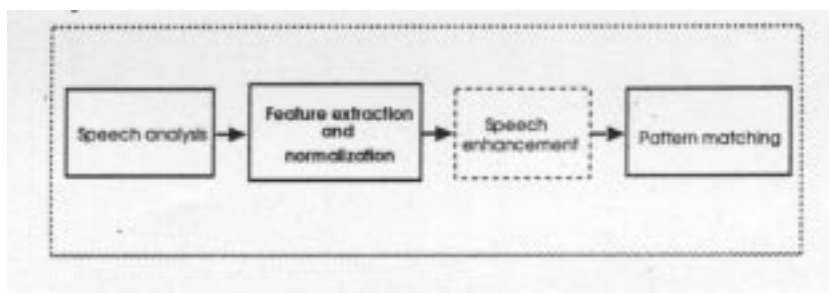 Speech analysis
Feature extraction
and
normalization
Speech
enhancement
Pattern matching